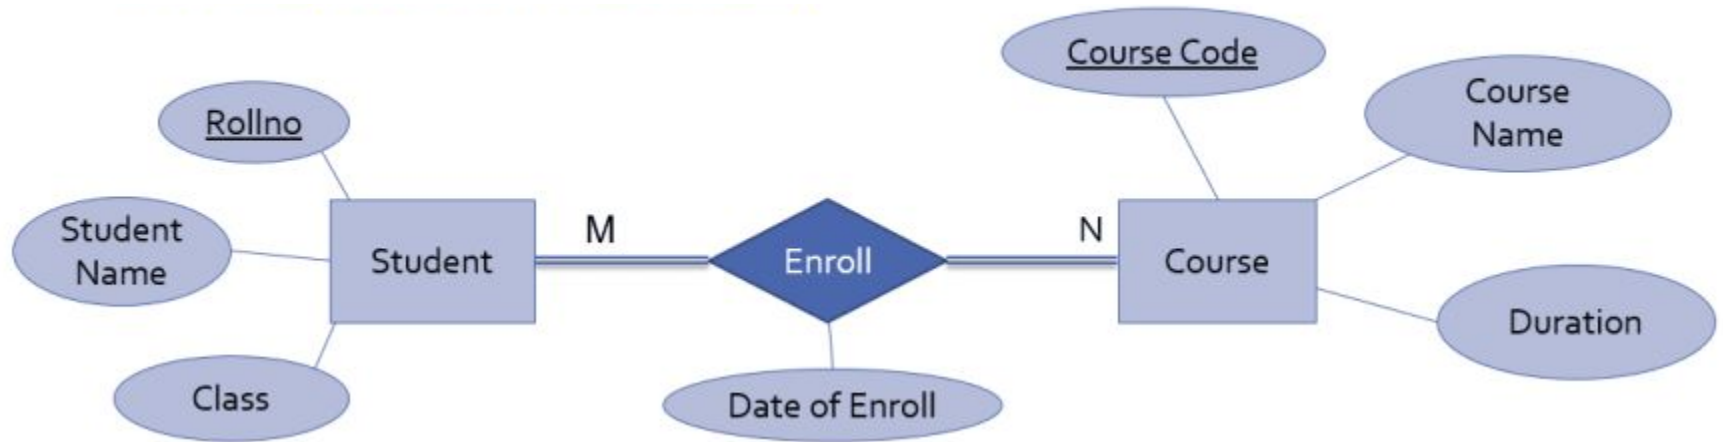 Course Code
Course
Name
Rollno
Student
Name
Student
M
Enroll
N
Course
Duration
Class
Date of Enroll